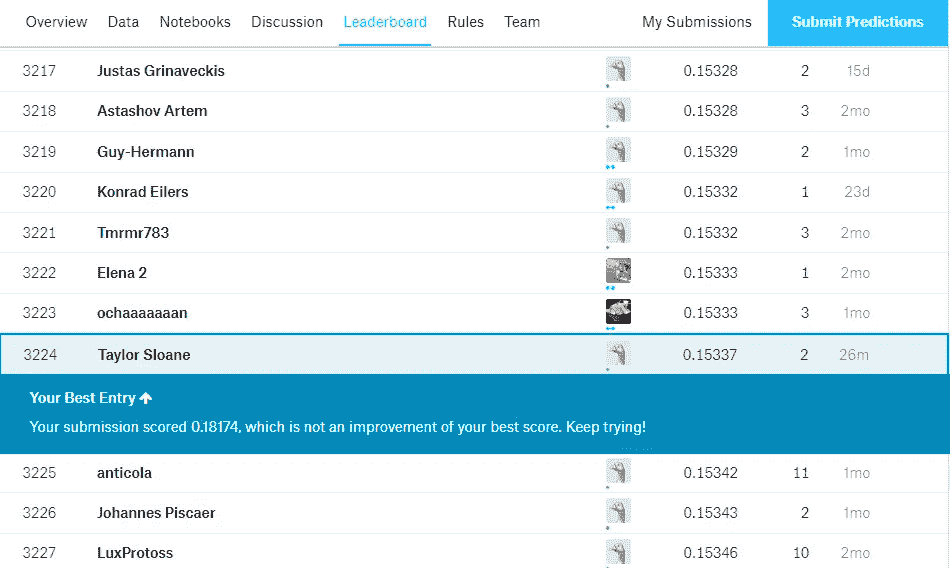 Overview Data Notebooks Discussion Leaderboard Rules Team My Submissions Submit Predictions
3217 Justas Grinaveckis 0.15328 2 15d
3218 Astashov Artem 0.15328 3 2mo
3219 Guy-Hermann 0.15329 2 1mo
3220 Konrad Eilers 0.15332 1 23d
3221 Tmrmr783 0.15332 3 2mo
3222 Elena 2 0.15333 1 2mo
3223 ochaaaaaaan 0.15333 3 1mo
3224 Taylor Sloane 0.15337 2 26m
Your Best Entry
Your submission scored 0.18174, which is not an improvement of your best score. Keep trying!
3225 anticola 0.15342 11 1mo
3226 Johannes Piscaer 0.15343 2 1mo
3227 LuxProtoss 0.15346 10 2mo